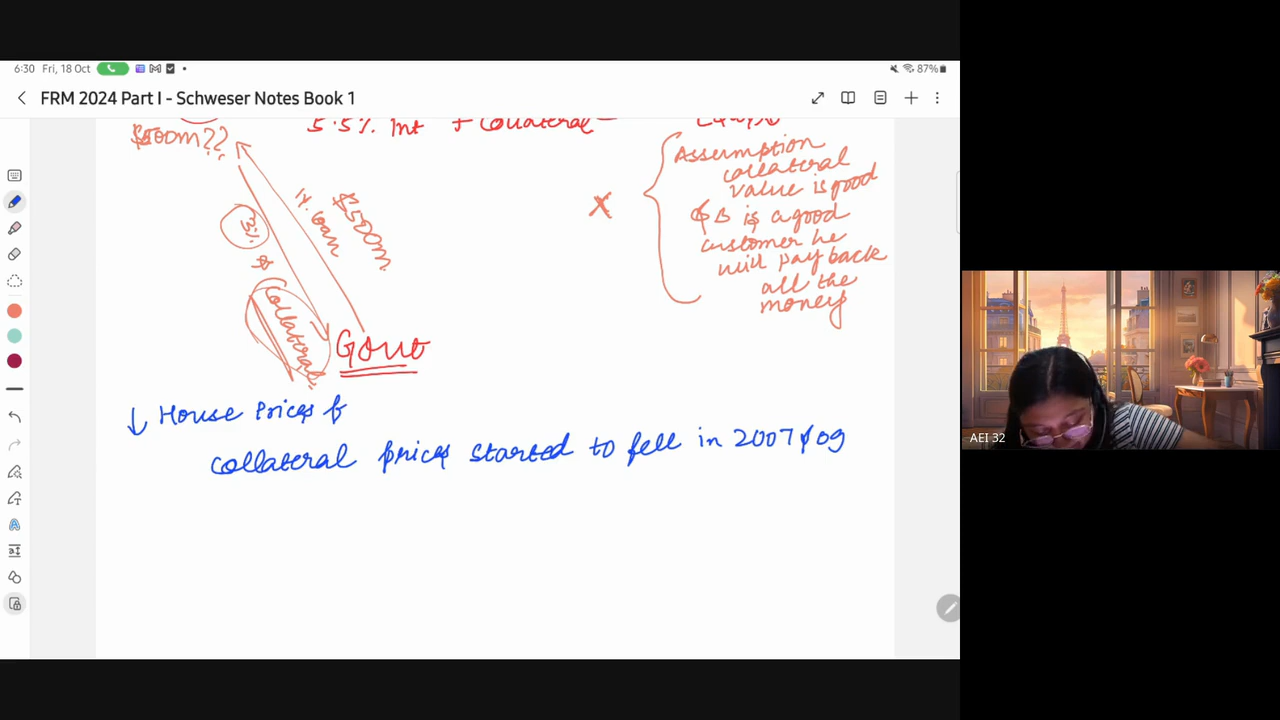 6:30 Fri, 18 Oct
87%
FRM 2024 Part I - Schweser Notes Book 1
$500m??
5.5% Int + Collateral
1% loan
$500m
3%
&
Collateral
Govt
X
Assumption
collateral
value is good
& B is a good
customer he
will pay back
all the
money
↓ House Prices &
collateral prices started to fell in 2007 & 09
AEI 32